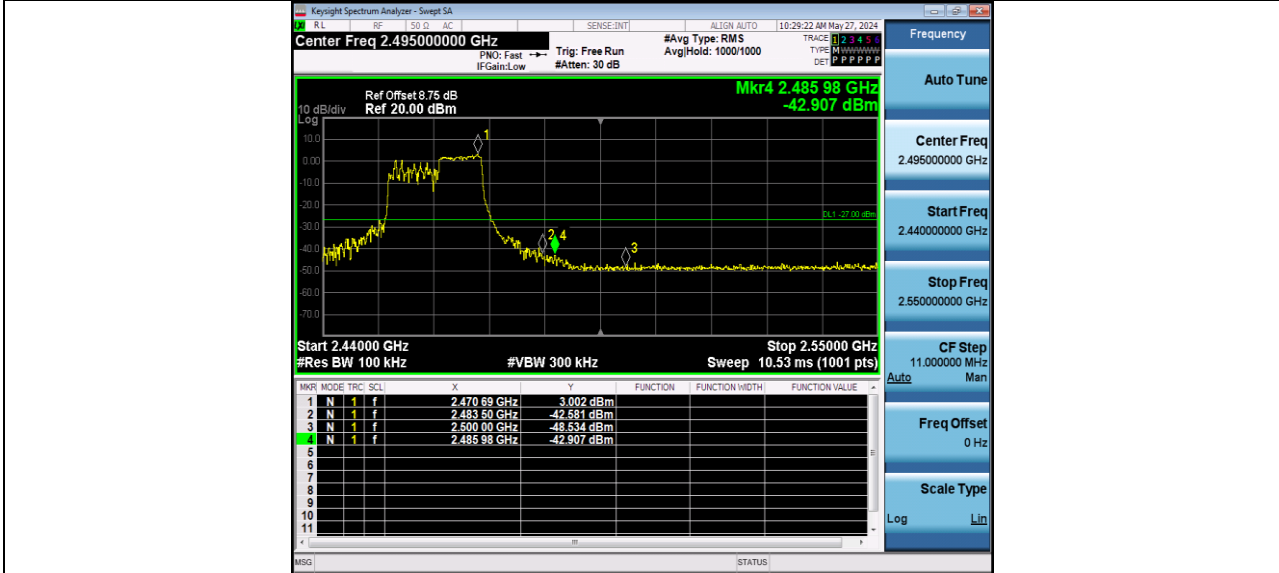 Keysight Spectrum Analyzer - Swept SA
RL RF 50 Ω AC SENSE:INT ALIGN AUTO 10:29:22 AM May 27, 2024
Center Freq 2.495000000 GHz
PNO: Fast
IFGain:Low
Trig: Free Run
#Atten: 30 dB
#Avg Type: RMS
Avg|Hold: 1000/1000
TRACE 1 2 3 4 5 6
TYPE M WWWWW
DET P P P P P P
Ref Offset 8.75 dB
Ref 20.00 dBm
10 dB/div
Log
Mkr4 2.485 98 GHz
-42.907 dBm
10.0
0.00
-10.0
-20.0
-30.0
-40.0
-50.0
-60.0
-70.0
1
2
4
3
DL1 -27.00 dBm
Start 2.44000 GHz
Stop 2.55000 GHz
#Res BW 100 kHz
#VBW 300 kHz
Sweep 10.53 ms (1001 pts)
MKR MODE TRC SCL X Y FUNCTION FUNCTION WIDTH FUNCTION VALUE
1 N 1 f 2.470 69 GHz 3.002 dBm
2 N 1 f 2.483 50 GHz -42.581 dBm
3 N 1 f 2.500 00 GHz -48.534 dBm
4 N 1 f 2.485 98 GHz -42.907 dBm
5
6
7
8
9
10
11
MSG
STATUS
Frequency
Auto Tune
Center Freq
2.495000000 GHz
Start Freq
2.440000000 GHz
Stop Freq
2.550000000 GHz
CF Step
11.000000 MHz
Auto Man
Freq Offset
0 Hz
Scale Type
Log Lin